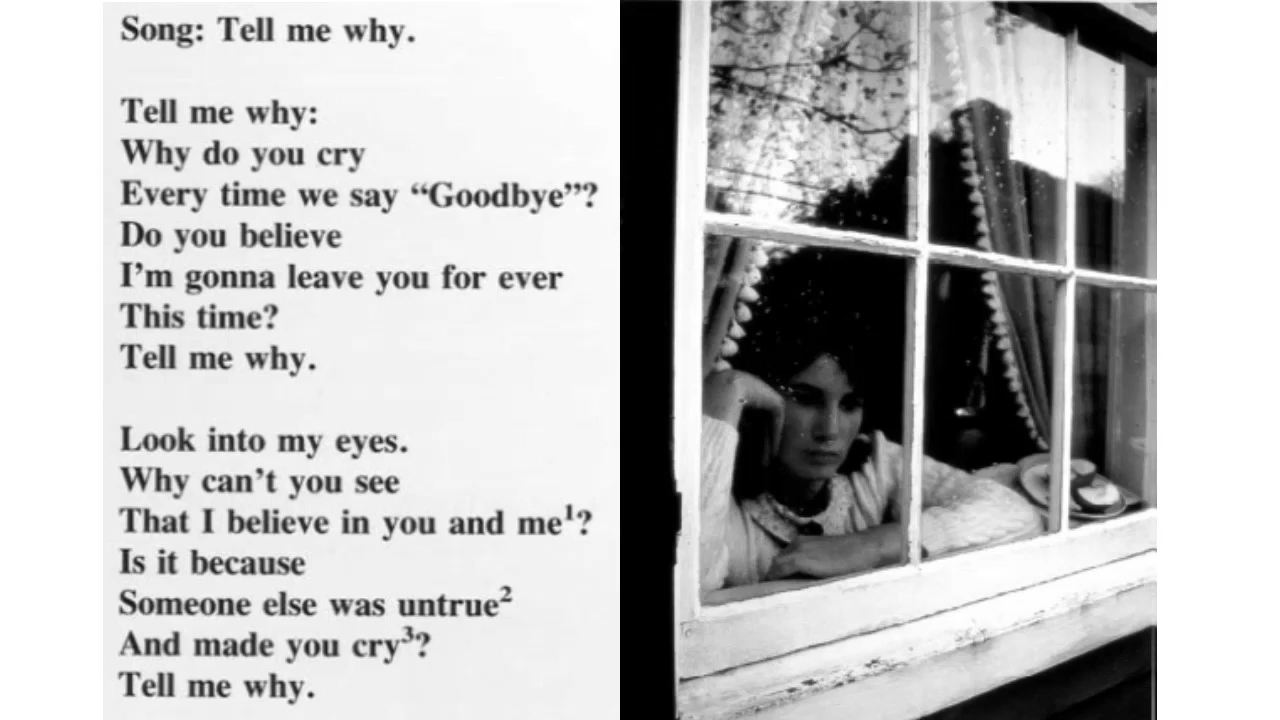 Song: Tell me why.
Tell me why:
Why do you cry
Every time we say “Goodbye”?
Do you believe
I’m gonna leave you for ever
This time?
Tell me why.
Look into my eyes.
Why can’t you see
That I believe in you and me¹?
Is it because
Someone else was untrue²
And made you cry³?
Tell me why.